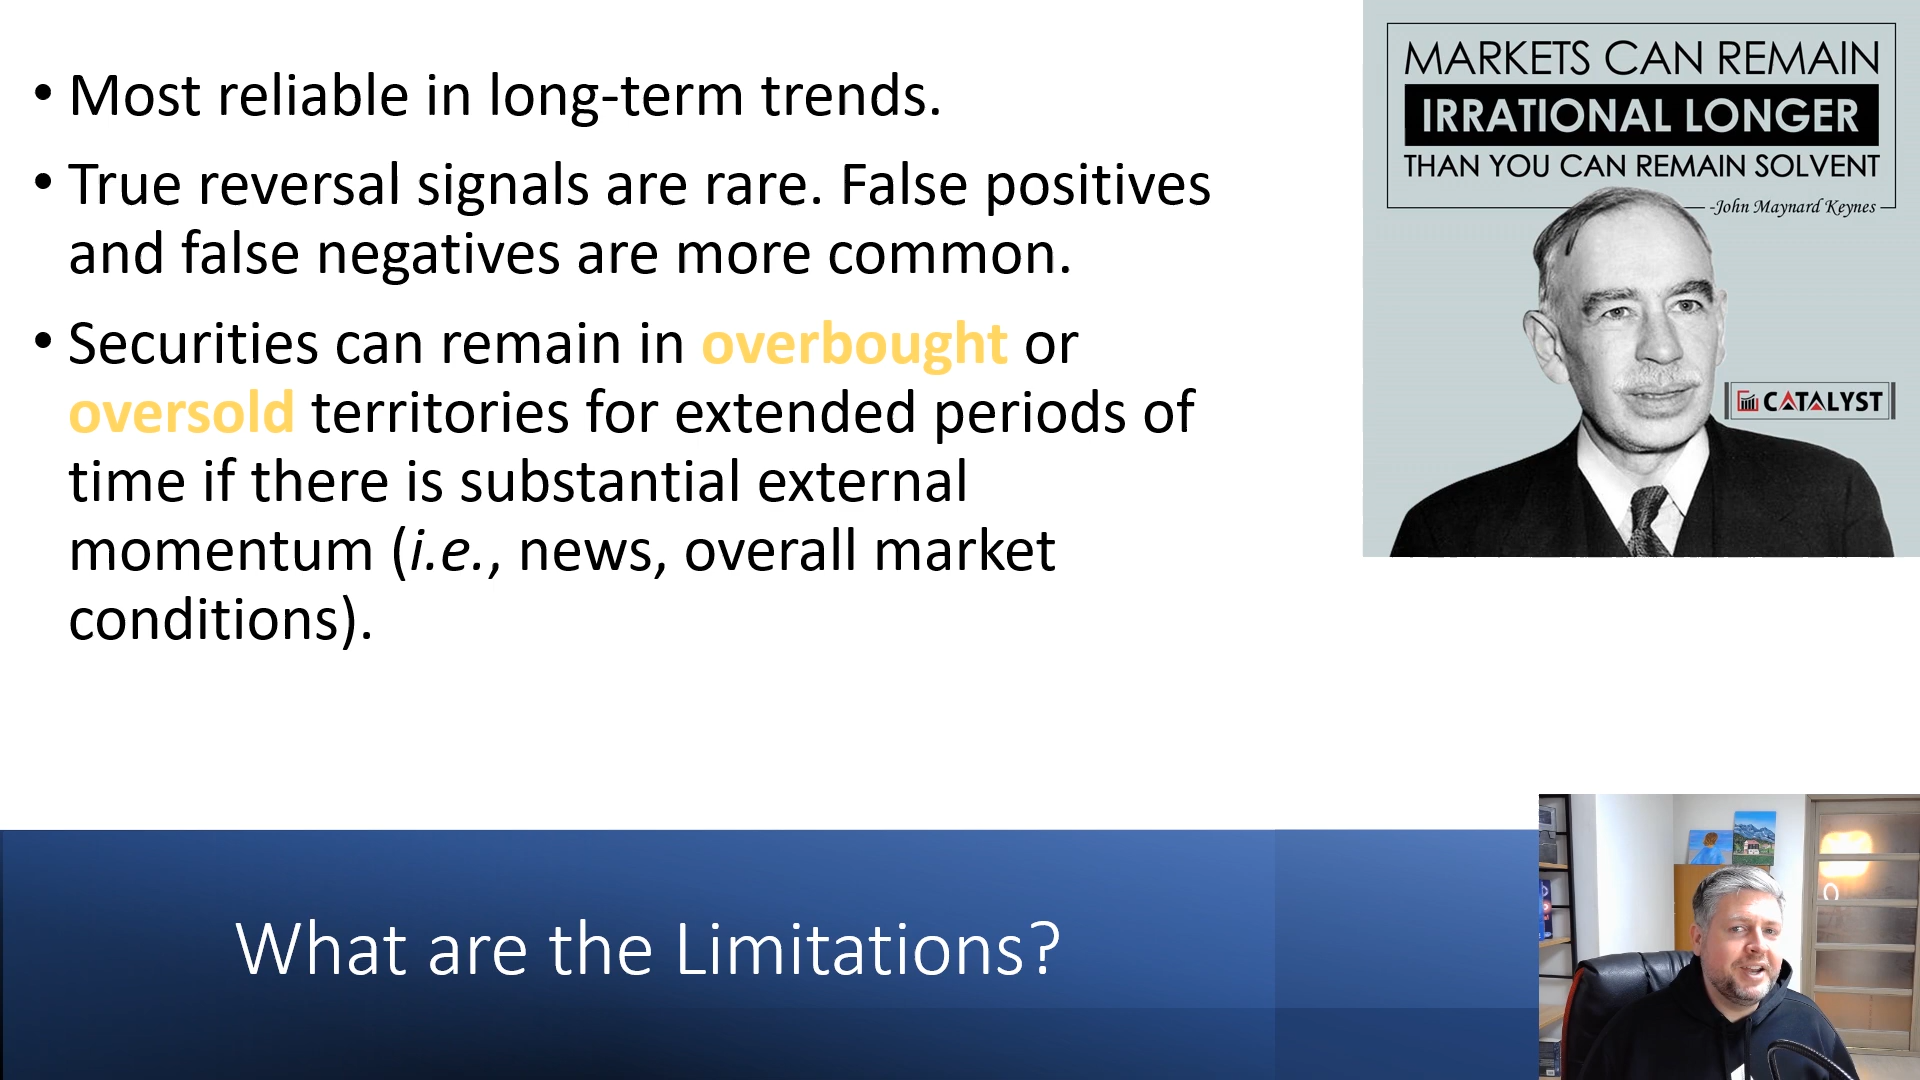 • Most reliable in long-term trends.
• True reversal signals are rare. False positives
and false negatives are more common.
• Securities can remain in overbought or
oversold territories for extended periods of
time if there is substantial external
momentum (i.e., news, overall market
conditions).
MARKETS CAN REMAIN
IRRATIONAL LONGER
THAN YOU CAN REMAIN SOLVENT
-John Maynard Keynes
CATALYST
What are the Limitations?